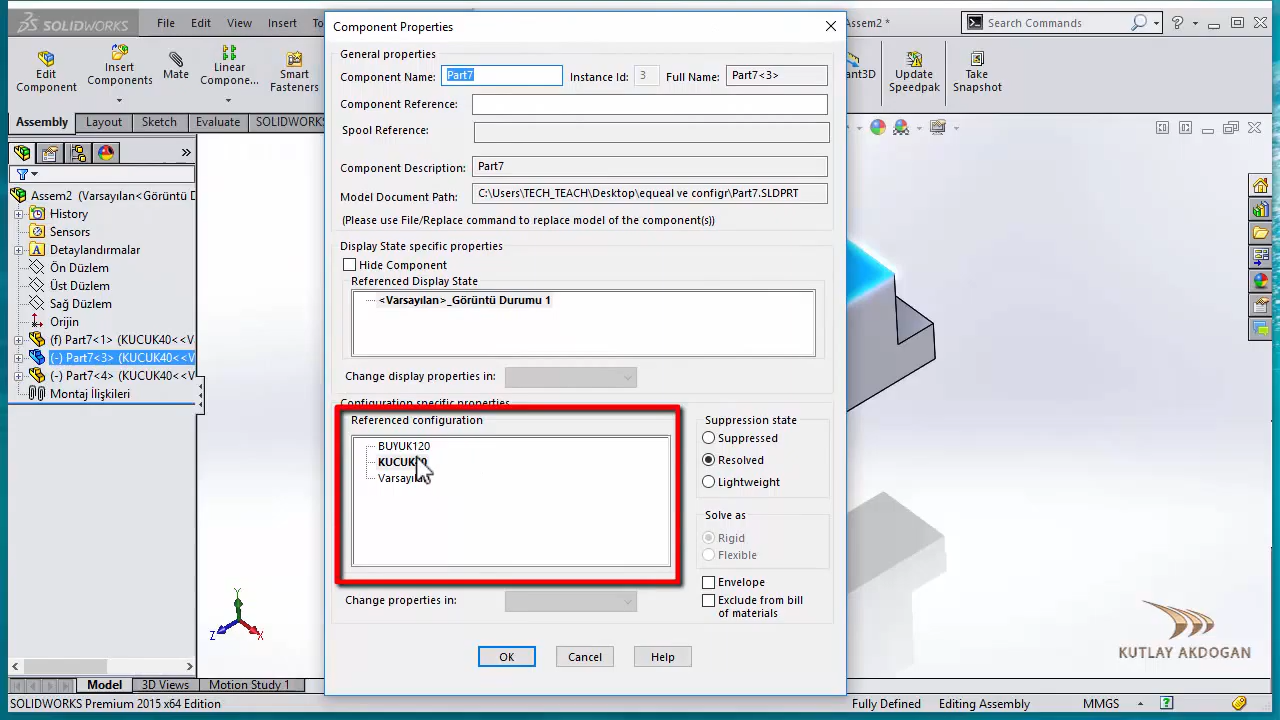 SOLIDWORKS
File Edit View Insert
Assem2 *
Search Commands
Edit Component
Insert Components
Mate
Linear Compone...
Smart Fasteners
Update Speedpak
Take Snapshot
Assembly Layout Sketch Evaluate
Assem2 (Varsayılan<Görüntü D
History
Sensors
Detaylandırmalar
Ön Düzlem
Üst Düzlem
Sağ Düzlem
Orijin
(f) Part7<1> (KUCUK40<<V
(-) Part7<3> (KUCUK40<<V
(-) Part7<4> (KUCUK40<<V
Montaj İlişkileri
Component Properties
General properties
Component Name: Part7 Instance Id: 3 Full Name: Part7<3>
Component Reference:
Spool Reference:
Component Description: Part7
Model Document Path: C:\Users\TECH_TEACH\Desktop\equeal ve configr\Part7.SLDPRT
(Please use File/Replace command to replace model of the component(s))
Display State specific properties
Hide Component
Referenced Display State
<Varsayılan>_Görüntü Durumu 1
Change display properties in:
Configuration specific properties
Referenced configuration
BUYUK120
Suppression state
Suppressed
Resolved
Lightweight
Solve as
Rigid
Flexible
Envelope
Exclude from bill
of materials
Change properties in:
OK Cancel Help
X
Y
Z
KUTLAY AKDOGAN
Model 3D Views Motion Study 1
SOLIDWORKS Premium 2015 x64 Edition
Fully Defined Editing Assembly MMGS